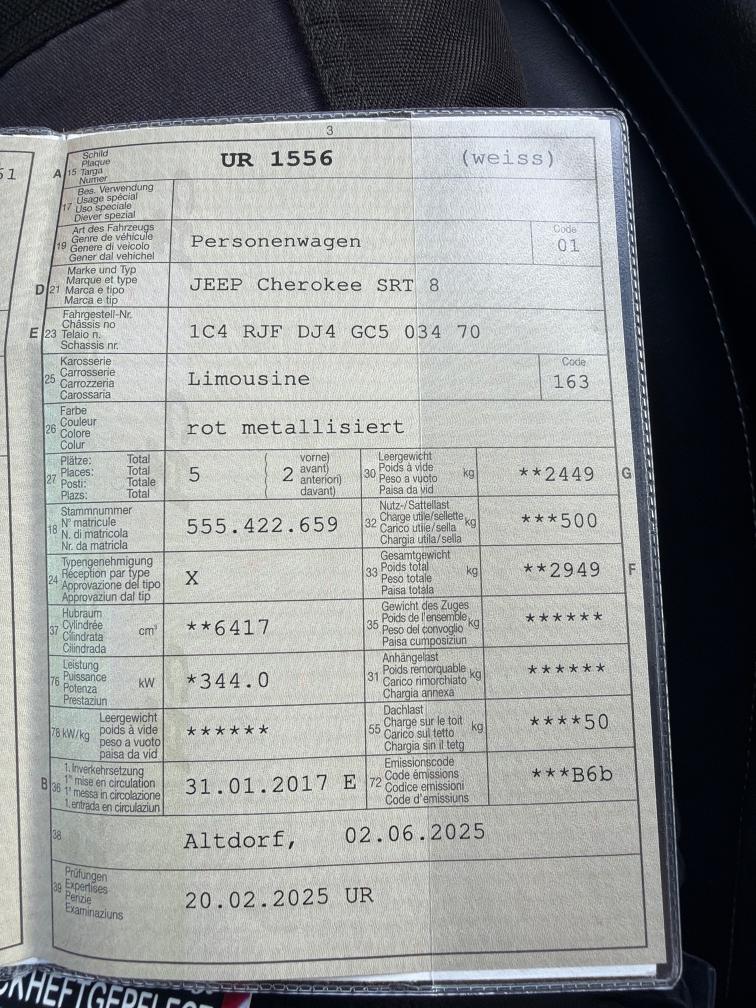 3
51
Schild
Plaque
A 15 Targa
Numer
UR 1556 (weiss)
Bes. Verwendung
Usage spécial
17 Uso speciale
Diever spezial
Art des Fahrzeugs
Genre de véhicule
19 Genere di veicolo
Gener dal vehichel
Personenwagen
Code
01
Marke und Typ
Marque et type
D 21 Marca e tipo
Marca e tip
JEEP Cherokee SRT 8
Fahrgestell-Nr.
Châssis no
E 23 Telaio n.
Schassis nr.
1C4 RJF DJ4 GC5 034 70
Karosserie
Carrosserie
25 Carrozzeria
Carossaria
Limousine
Code
163
Farbe
Couleur
26 Colore
Colur
rot metallisiert
Plätze: Total
Places: Total
27 Posti: Totale
Plazs: Total
5
2
vorne)
avant)
anteriori)
davant)
Leergewicht
Poids à vide
30 Peso a vuoto kg
Paisa da vid
**2449 G
Stammnummer
N° matricule
18 N. di matricola
Nr. da matricla
555.422.659
Nutz-/Sattellast
Charge utile/sellette
32 Carico utile/sella kg
Chargia utila/sella
***500
Typengenehmigung
Réception par type
24 Approvazione del tipo
Approvaziun dal tip
X
Gesamtgewicht
Poids total
33 Peso totale kg
Paisa totala
**2949 F
Hubraum
Cylindrée
37 Cilindrata cm³
Cilindrada
**6417
Gewicht des Zuges
Poids de l'ensemble
35 Peso del convoglio kg
Paisa cumposiziun
******
Leistung
Puissance
76 Potenza kW
Prestaziun
*344.0
Anhängelast
Poids remorquable
31 Carico rimorchiato kg
Chargia annexa
******
Leergewicht
poids à vide
78 kW/kg peso a vuoto
paisa da vid
******
Dachlast
Charge sur le toit
55 Carico sul tetto kg
Chargia sin il tetg
****50
1. Inverkehrsetzung
1re mise en circulation
B 36 1a messa in circolazione
1. entrada en circulaziun
31.01.2017 E
Emissionscode
Code émissions
72 Codice emissioni
Code d'emissiuns
***B6b
38
Altdorf, 02.06.2025
Prüfungen
39 Expertises
Perizie
Examinaziuns
20.02.2025 UR